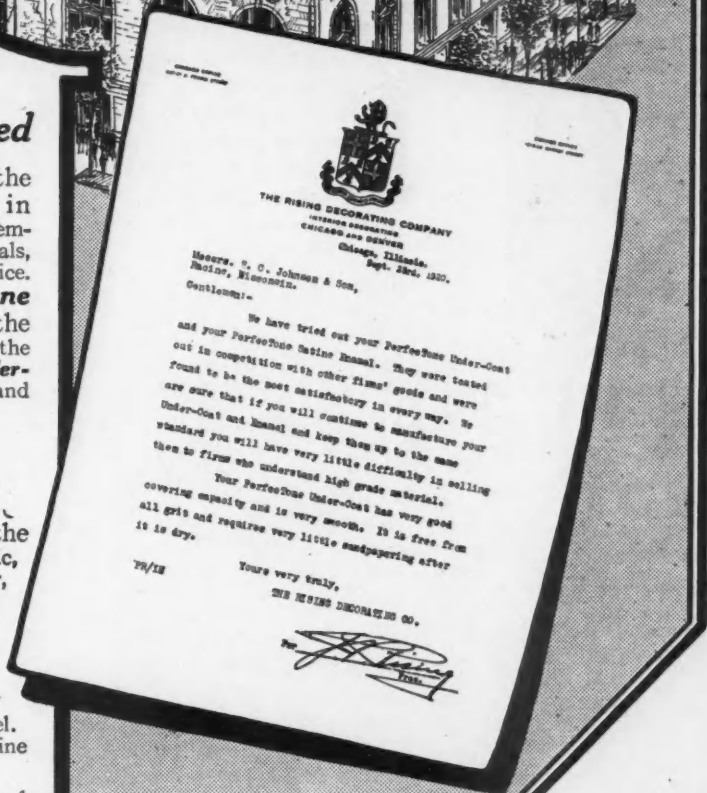 ed
the
in
em-
als,
ice.
ne
the
the
er-
and
the
c,
el.
ine
THE RISING DECORATING COMPANY
INTERIOR DECORATING
CHICAGO AND DENVER
Chicago, Illinois.
Sept. 23rd, 1920.
Messrs. S. C. Johnson & Son,
Racine, Wisconsin.
Gentlemen:-
We have tried out your PerfecTone Under-Coat
and your PerfecTone Satine Enamel. They were tested
out in competition with other firms' goods and were
found to be the most satisfactory in every way. We
are sure that if you will continue to manufacture your
Under-Coat and Enamel and keep them up to the same
standard you will have very little difficulty in selling
them to firms who understand high grade material.
Your PerfecTone Under-Coat has very good
covering capacity and is very smooth. It is free from
all grit and requires very little sandpapering after
it is dry.
Yours very truly,
THE RISING DECORATING CO.
Per
Rising
Pres.